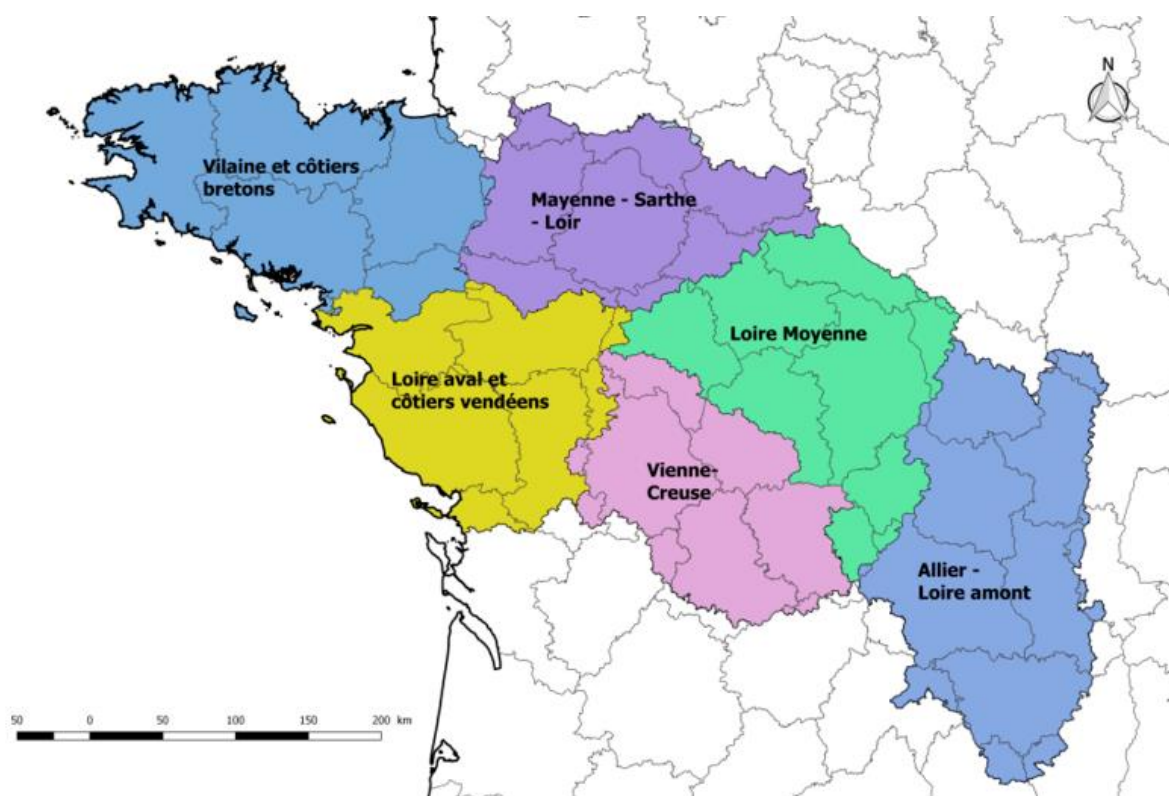 N
Vilaine et côtiers
bretons
Mayenne - Sarthe
- Loir
Loire Moyenne
Loire aval et
côtiers vendéens
Vienne-
Creuse
Allier -
Loire amont
50 0 50 100 150 200 km